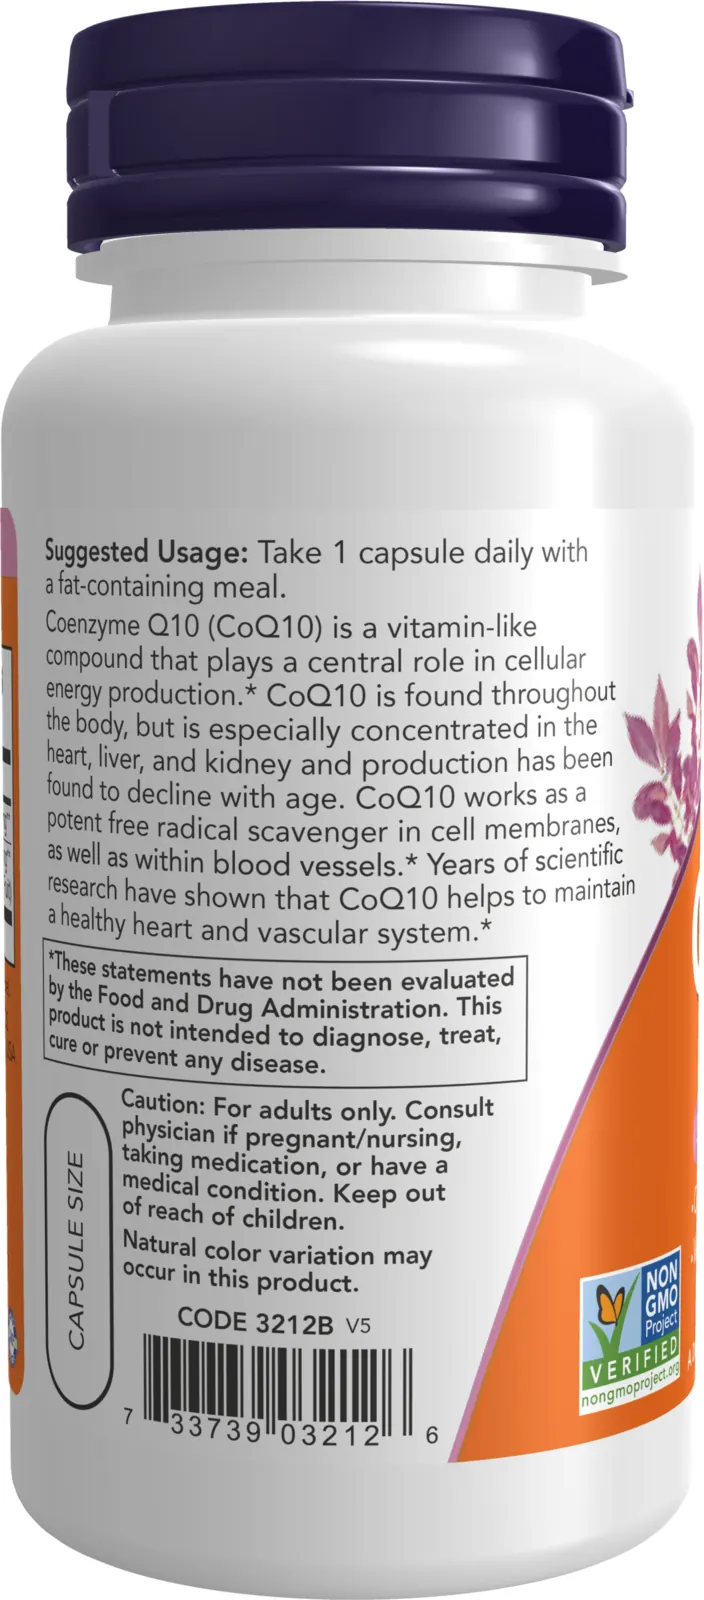 Suggested Usage: Take 1 capsule daily with
a fat-containing meal.
Coenzyme Q10 (CoQ10) is a vitamin-like
compound that plays a central role in cellular
energy production.* CoQ10 is found throughout
the body, but is especially concentrated in the
heart, liver, and kidney and production has been
found to decline with age. CoQ10 works as a
potent free radical scavenger in cell membranes,
as well as within blood vessels.* Years of scientific
research have shown that CoQ10 helps to maintain
a healthy heart and vascular system.*
*These statements have not been evaluated
by the Food and Drug Administration. This
product is not intended to diagnose, treat,
cure or prevent any disease.
CAPSULE SIZE
Caution: For adults only. Consult
physician if pregnant/nursing,
taking medication, or have a
medical condition. Keep out
of reach of children.
Natural color variation may
occur in this product.
CODE 3212B V5
7 33739 03212 6
NON
GMO
Project
VERIFIED
nongmoproject.org